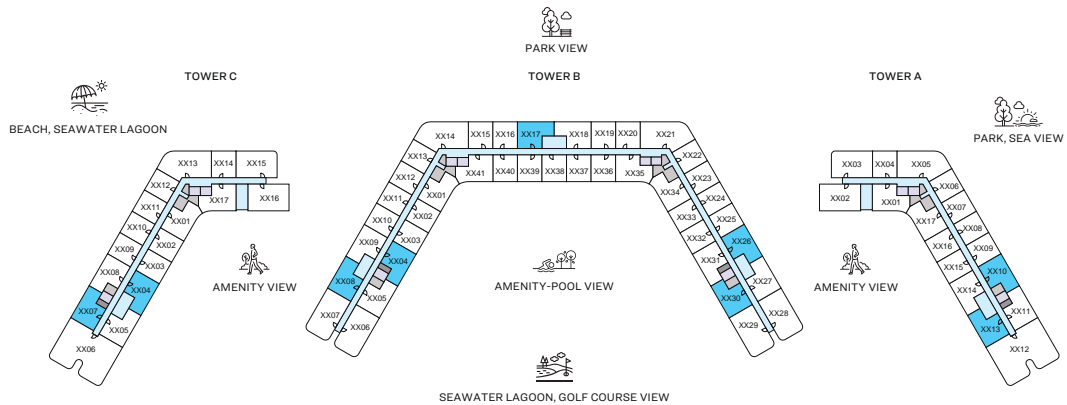 PARK VIEW
TOWER C
TOWER B
TOWER A
BEACH, SEAWATER LAGOON
PARK, SEA VIEW
XX13
XX14
XX15
XX12
XX11
XX10
XX09
XX08
XX07
XX06
XX01
XX17
XX16
XX02
XX03
XX04
XX05
AMENITY VIEW
XX14
XX15
XX16
XX17
XX18
XX19
XX20
XX21
XX13
XX12
XX11
XX10
XX09
XX08
XX07
XX41
XX40
XX39
XX38
XX37
XX36
XX35
XX01
XX02
XX03
XX04
XX05
XX06
XX22
XX23
XX24
XX25
XX26
XX27
XX28
XX34
XX33
XX32
XX31
XX30
XX29
AMENITY-POOL VIEW
XX03
XX04
XX05
XX02
XX01
XX06
XX07
XX08
XX09
XX10
XX11
XX12
XX17
XX16
XX15
XX14
XX13
AMENITY VIEW
SEAWATER LAGOON, GOLF COURSE VIEW